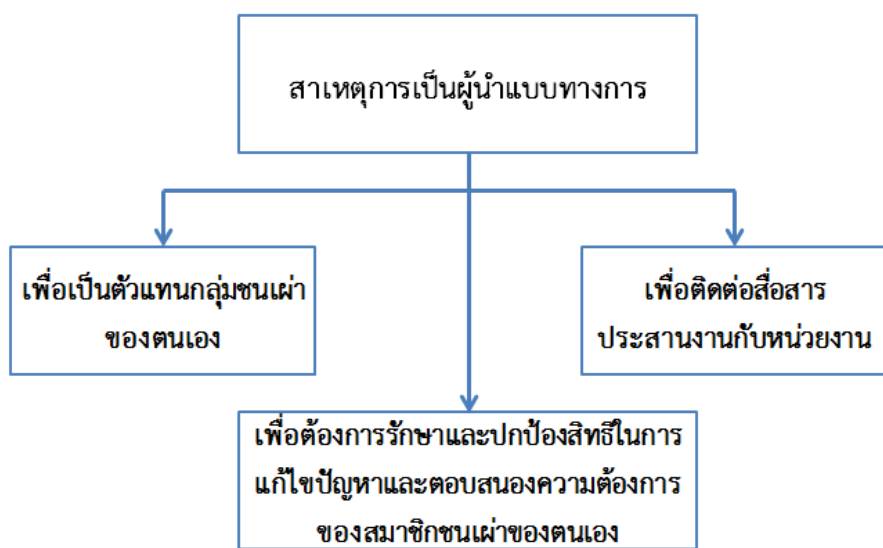 สาเหตุการเป็นผู้นำแบบทางการ
เพื่อเป็นตัวแทนกลุ่มชนเผ่า
ของตนเอง
เพื่อติดต่อสื่อสาร
ประสานงานกับหน่วยงาน
เพื่อต้องการรักษาและปกป้องสิทธิในการ
แก้ไขปัญหาและตอบสนองความต้องการ
ของสมาชิกชนเผ่าของตนเอง